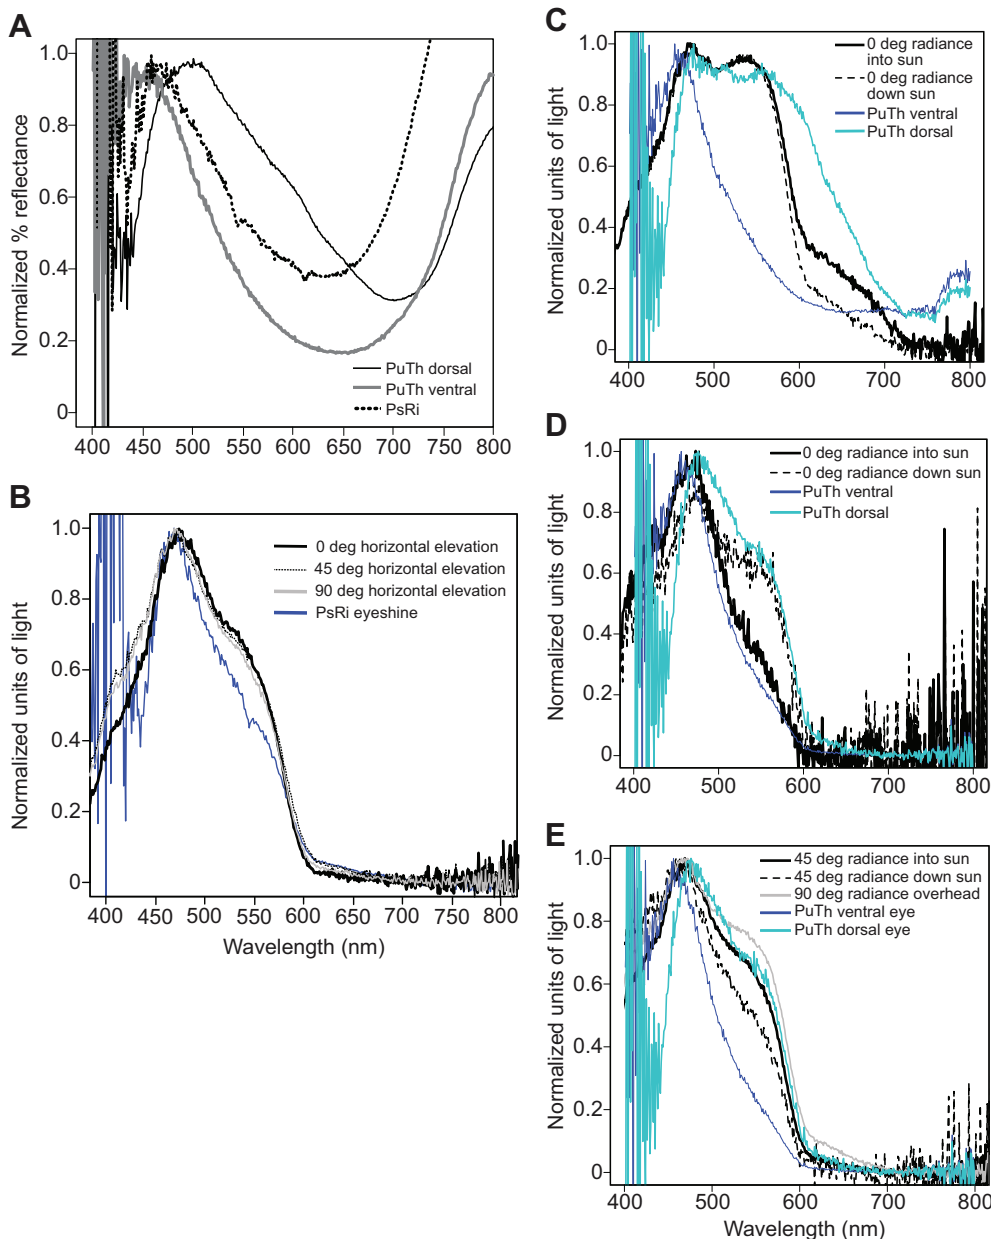 A
Normalized % reflectance
1.0
0.8
0.6
0.4
0.2
0
400 450 500 550 600 650 700 750 800
PuTh dorsal
PuTh ventral
PsRi
B
Normalized units of light
1.0
0.8
0.6
0.4
0.2
0
400 450 500 550 600 650 700 750 800
Wavelength (nm)
0 deg horizontal elevation
45 deg horizontal elevation
90 deg horizontal elevation
PsRi eyeshine
C
Normalized units of light
1.0
0.8
0.6
0.4
0.2
0
400 500 600 700 800
0 deg radiance
into sun
0 deg radiance
down sun
PuTh ventral
PuTh dorsal
D
Normalized units of light
1.0
0.8
0.6
0.4
0.2
0
400 500 600 700 800
0 deg radiance into sun
0 deg radiance down sun
PuTh ventral
PuTh dorsal
E
Normalized units of light
1.0
0.8
0.6
0.4
0.2
0
400 500 600 700 800
Wavelength (nm)
45 deg radiance into sun
45 deg radiance down sun
90 deg radiance overhead
PuTh ventral eye
PuTh dorsal eye